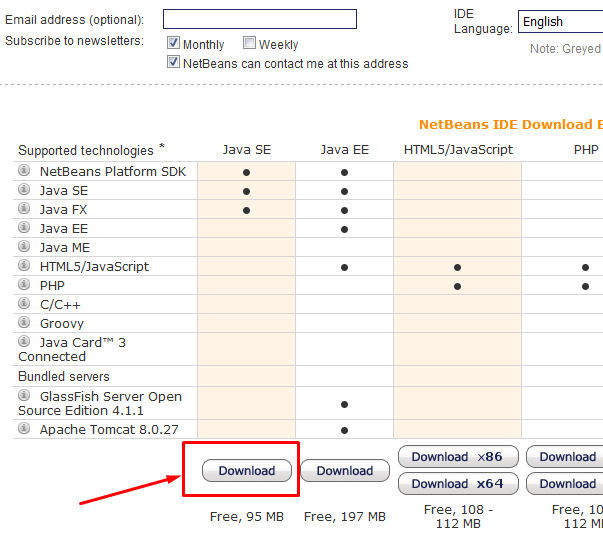 Email address (optional):
IDE
Language:
English
Subscribe to newsletters:
Monthly
Weekly
Note: Greyed
NetBeans can contact me at this address
NetBeans IDE Download
Supported technologies *
Java SE
Java EE
HTML5/JavaScript
PHP
NetBeans Platform SDK
Java SE
Java FX
Java EE
Java ME
HTML5/JavaScript
PHP
C/C++
Groovy
Java Card™ 3
Connected
Bundled servers
GlassFish Server Open
Source Edition 4.1.1
Apache Tomcat 8.0.27
Download
Download
Download x86
Download
Download x64
Download
Free, 95 MB
Free, 197 MB
Free, 108 -
112 MB
Free, 10
112 M